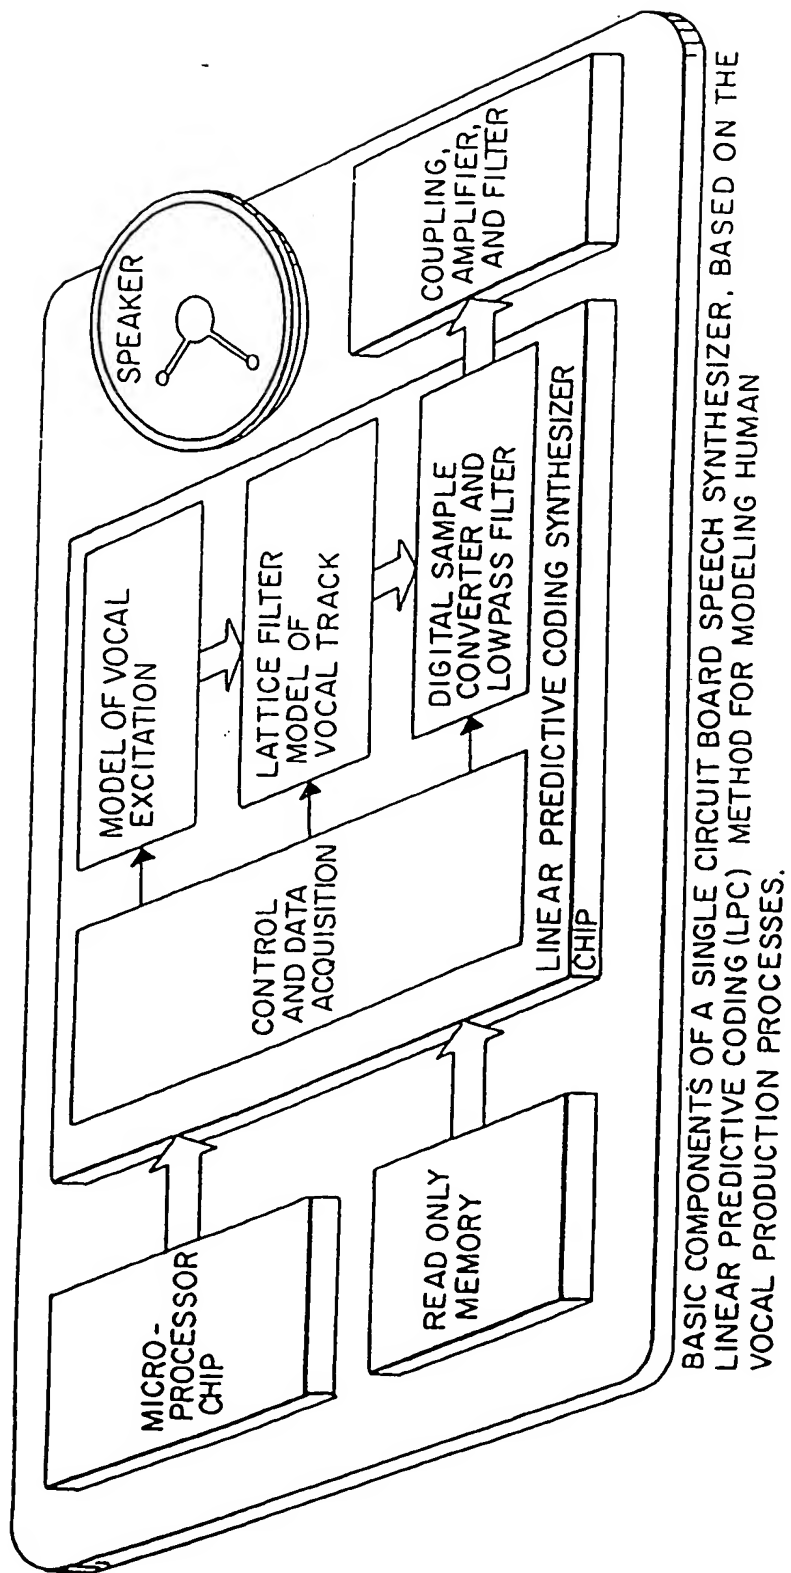 MICRO-
PROCESSOR
CHIP
READ ONLY
MEMORY
CONTROL
AND DATA
ACQUISITION
MODEL OF VOCAL
EXCITATION
LATTICE FILTER
MODEL OF
VOCAL TRACK
DIGITAL SAMPLE
CONVERTER AND
LOWPASS FILTER
LINEAR PREDICTIVE CODING SYNTHESIZER
CHIP
SPEAKER
COUPLING,
AMPLIFIER,
AND FILTER
BASIC COMPONENTS OF A SINGLE CIRCUIT BOARD SPEECH SYNTHESIZER, BASED ON THE
LINEAR PREDICTIVE CODING (LPC) METHOD FOR MODELING HUMAN
VOCAL PRODUCTION PROCESSES.